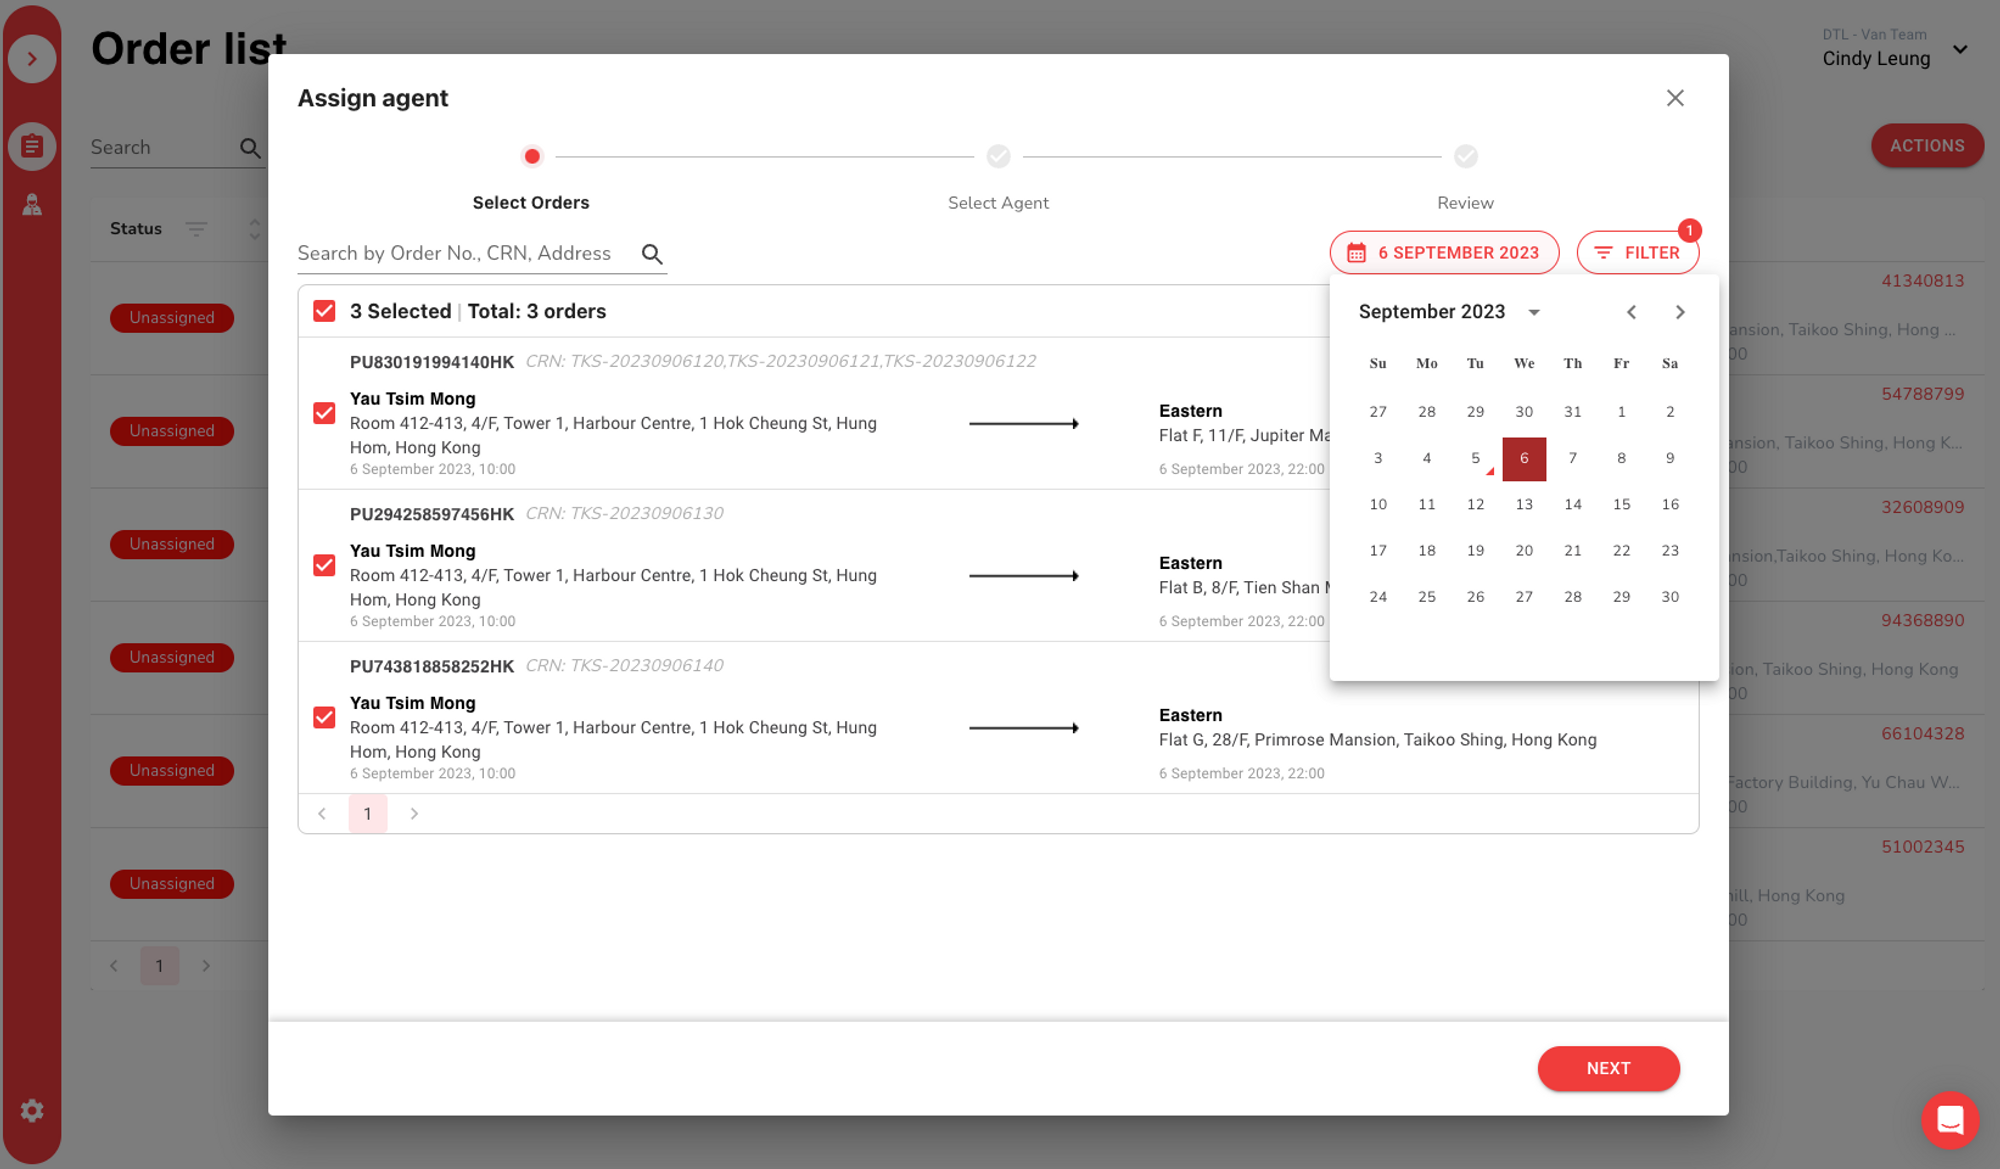 Order list
DTL - Van Team
Cindy Leung
Search
ACTIONS
Status
Unassigned
Unassigned
Unassigned
Unassigned
Unassigned
Unassigned
1
Assign agent
Select Orders
Select Agent
Review
Search by Order No., CRN, Address
6 SEPTEMBER 2023
FILTER
1
3 Selected | Total: 3 orders
PU830191994140HK CRN: TKS-20230906120,TKS-20230906121,TKS-20230906122
Yau Tsim Mong
Room 412-413, 4/F, Tower 1, Harbour Centre, 1 Hok Cheung St, Hung
Hom, Hong Kong
6 September 2023, 10:00
Eastern
Flat F, 11/F, Jupiter
6 September 2023, 22:00
PU294258597456HK CRN: TKS-20230906130
Yau Tsim Mong
Room 412-413, 4/F, Tower 1, Harbour Centre, 1 Hok Cheung St, Hung
Hom, Hong Kong
6 September 2023, 10:00
Eastern
Flat B, 8/F, Tien Shan
6 September 2023, 22:00
PU743818858252HK CRN: TKS-20230906140
Yau Tsim Mong
Room 412-413, 4/F, Tower 1, Harbour Centre, 1 Hok Cheung St, Hung
Hom, Hong Kong
6 September 2023, 10:00
Eastern
Flat G, 28/F, Primrose Mansion, Taikoo Shing, Hong Kong
6 September 2023, 22:00
1
September 2023
Su Mo Tu We Th Fr Sa
27 28 29 30 31 1 2
3 4 5 6 7 8 9
10 11 12 13 14 15 16
17 18 19 20 21 22 23
24 25 26 27 28 29 30
NEXT
41340813
ansion, Taikoo Shing, Hong ...
00
54788799
ansion, Taikoo Shing, Hong K...
00
32608909
nsion,Taikoo Shing, Hong Ko...
00
94368890
ion, Taikoo Shing, Hong Kong
00
66104328
Factory Building, Yu Chau W...
00
51002345
ill, Hong Kong
00